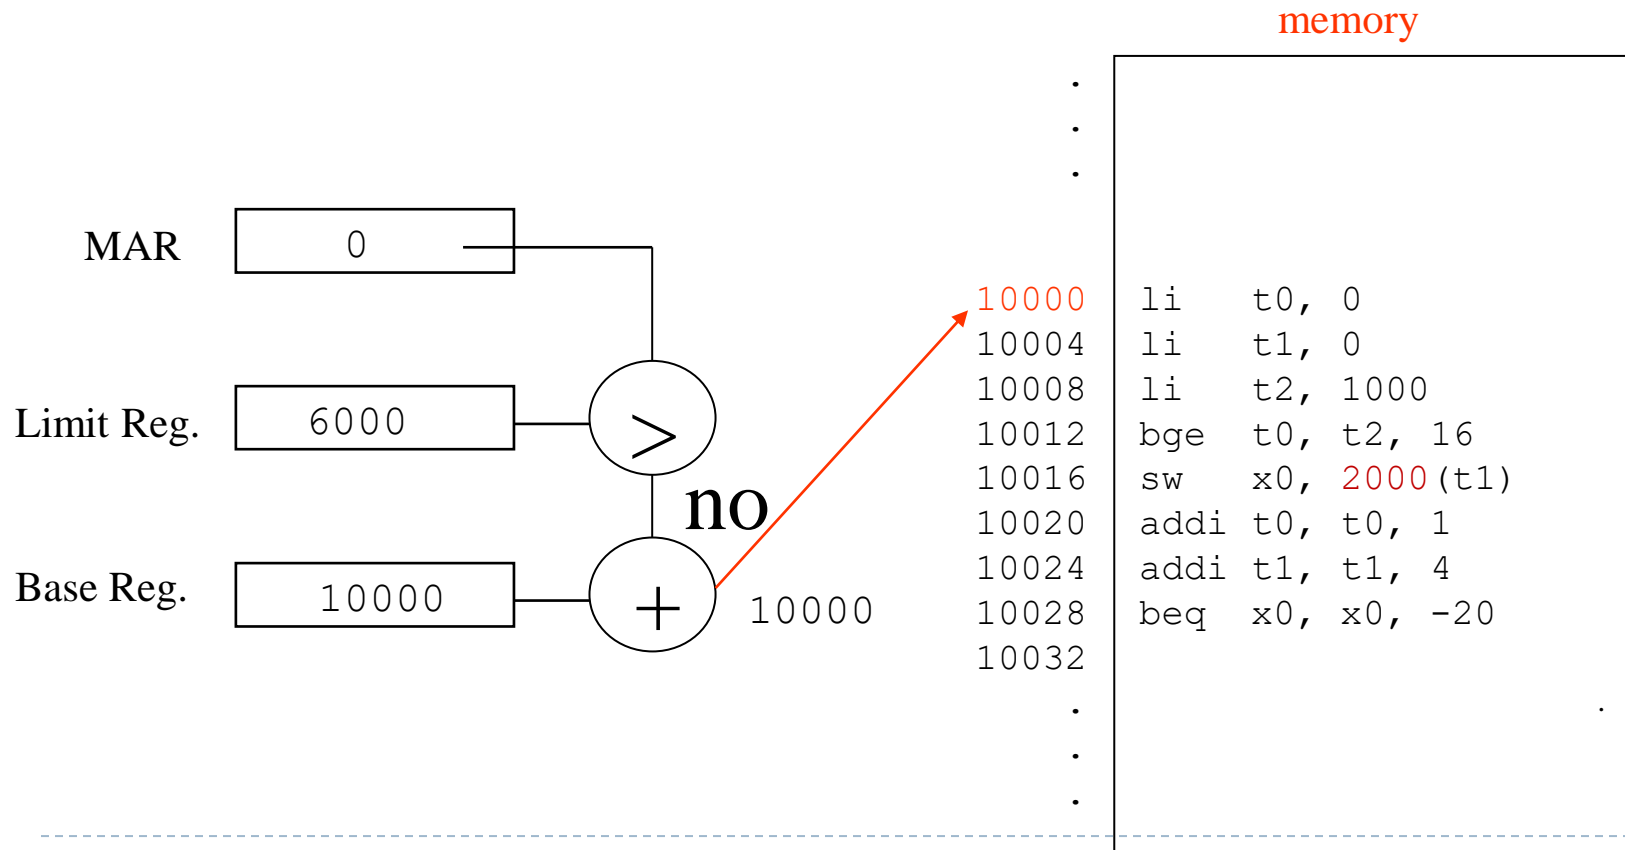 memory
.
.
.
MAR 0
10000 li t0, 0
10004 li t1, 0
10008 li t2, 1000
Limit Reg. 6000 >
10012 bge t0, t2, 16
10016 sw x0, 2000(t1)
no
10020 addi t0, t0, 1
10024 addi t1, t1, 4
Base Reg. 10000 + 10000
10028 beq x0, x0, -20
10032
.
.
.
.